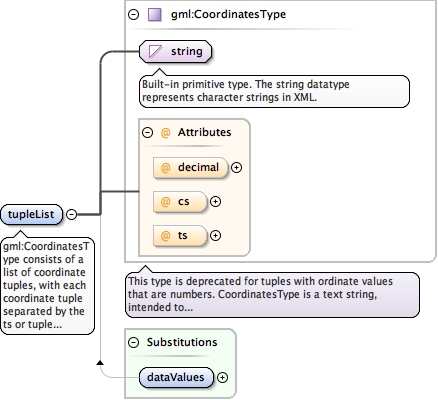 gml:CoordinatesType
string
Built-in primitive type. The string datatype
represents character strings in XML.
@ Attributes
@ decimal
@ cs
@ ts
tupleList
gml:CoordinatesT
ype consists of a
list of coordinate
tuples, with each
coordinate tuple
separated by the
ts or tuple...
This type is deprecated for tuples with ordinate values
that are numbers. CoordinatesType is a text string,
intended to...
Substitutions
dataValues